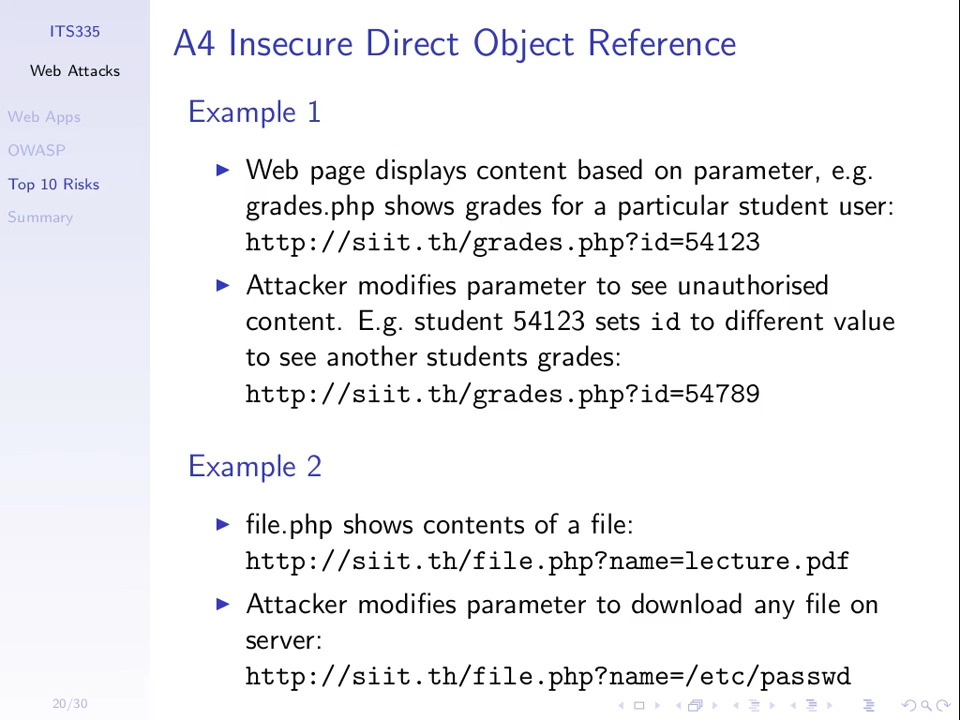 ITS335
Web Attacks
Web Apps
OWASP
Top 10 Risks
Summary
A4 Insecure Direct Object Reference
Example 1
Web page displays content based on parameter, e.g.
grades.php shows grades for a particular student user:
http://siit.th/grades.php?id=54123
Attacker modifies parameter to see unauthorised
content. E.g. student 54123 sets id to different value
to see another students grades:
http://siit.th/grades.php?id=54789
Example 2
file.php shows contents of a file:
http://siit.th/file.php?name=lecture.pdf
Attacker modifies parameter to download any file on
server:
http://siit.th/file.php?name=/etc/passwd
20/30